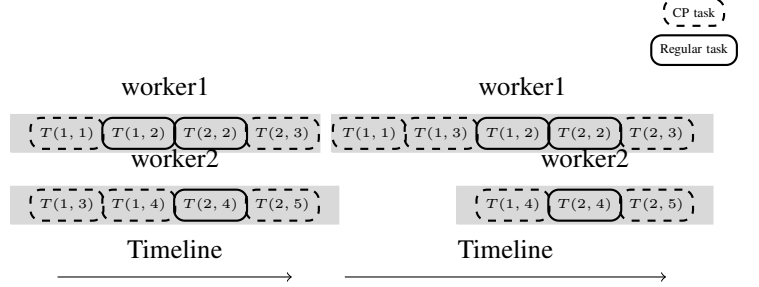 CP task
Regular task
worker1 worker1
T(1, 1) T(1, 2) T(2, 2) T(2, 3) T(1, 1) T(1, 3) T(1, 2) T(2, 2) T(2, 3)
worker2 worker2
T(1, 3) T(1, 4) T(2, 4) T(2, 5) T(1, 4) T(2, 4) T(2, 5)
Timeline Timeline